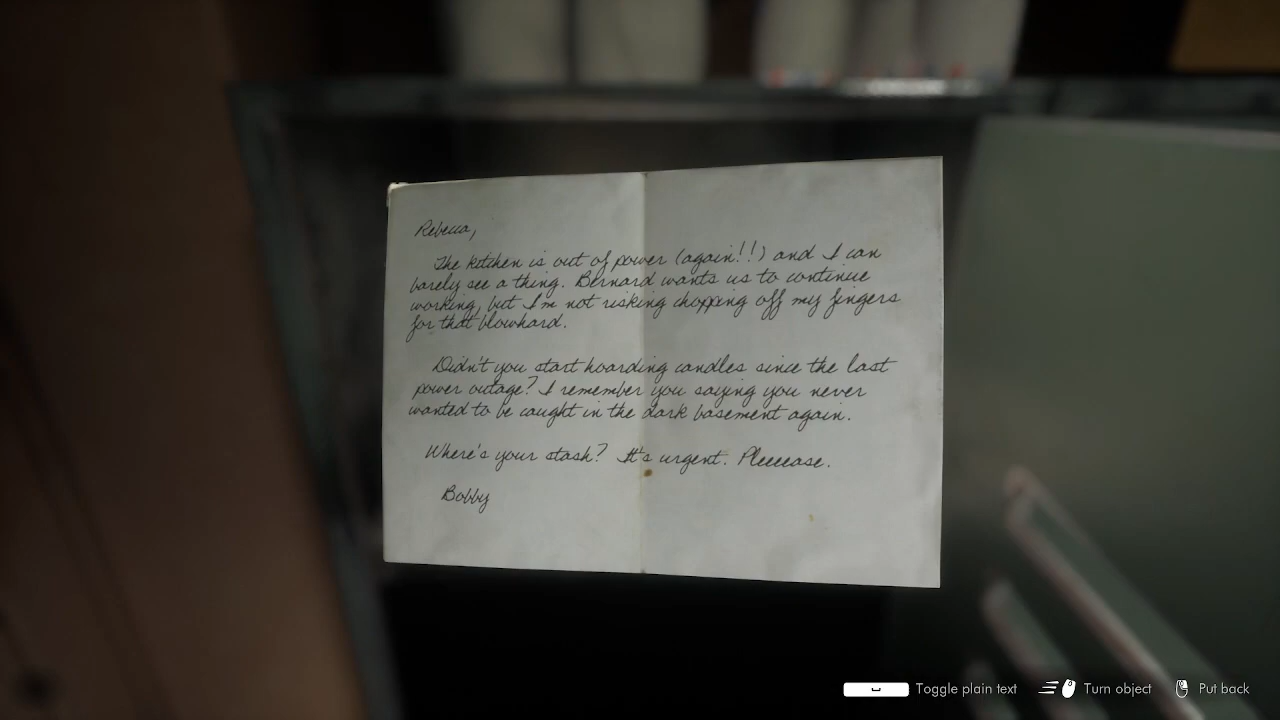 Rebecca,
The kitchen is out of power (again!!) and I can
barely see a thing. Bernard wants us to continue
working, but I'm not risking chopping off my fingers
for that blowhard.
Didn't you start hoarding candles since the last
power outage? I remember you saying you never
wanted to be caught in the dark basement again.
Where's your stash? It's urgent. Pleeease.
Bobby
Toggle plain text
Turn object
Put back